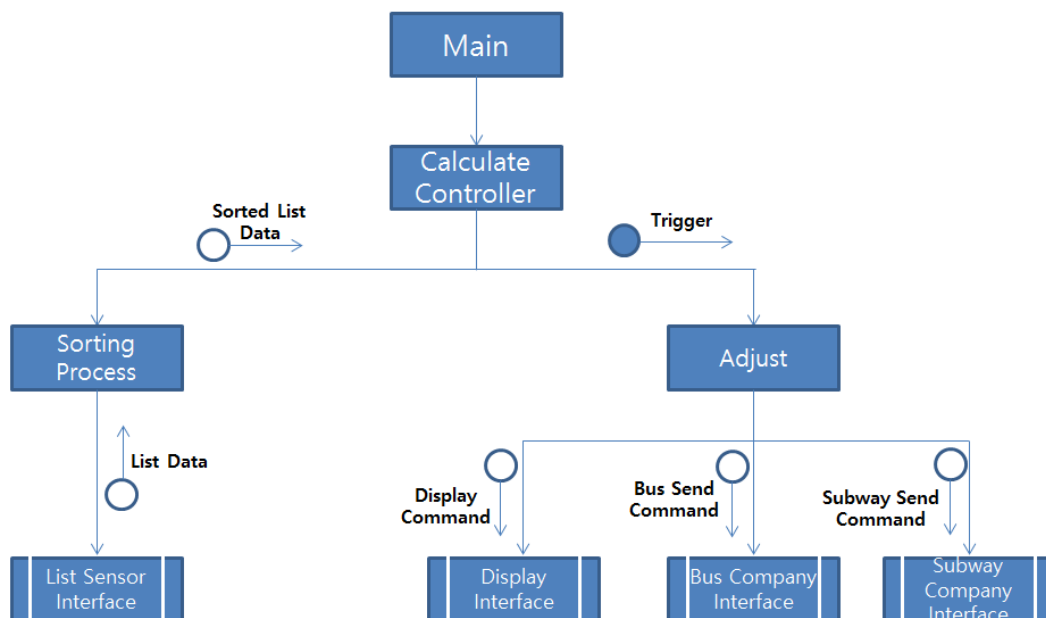 Main
Calculate
Controller
Sorted List
Data
Trigger
Sorting
Process
Adjust
List Data
Display
Command
Bus Send
Command
Subway Send
Command
List Sensor
Interface
Display
Interface
Bus Company
Interface
Subway
Company
Interface